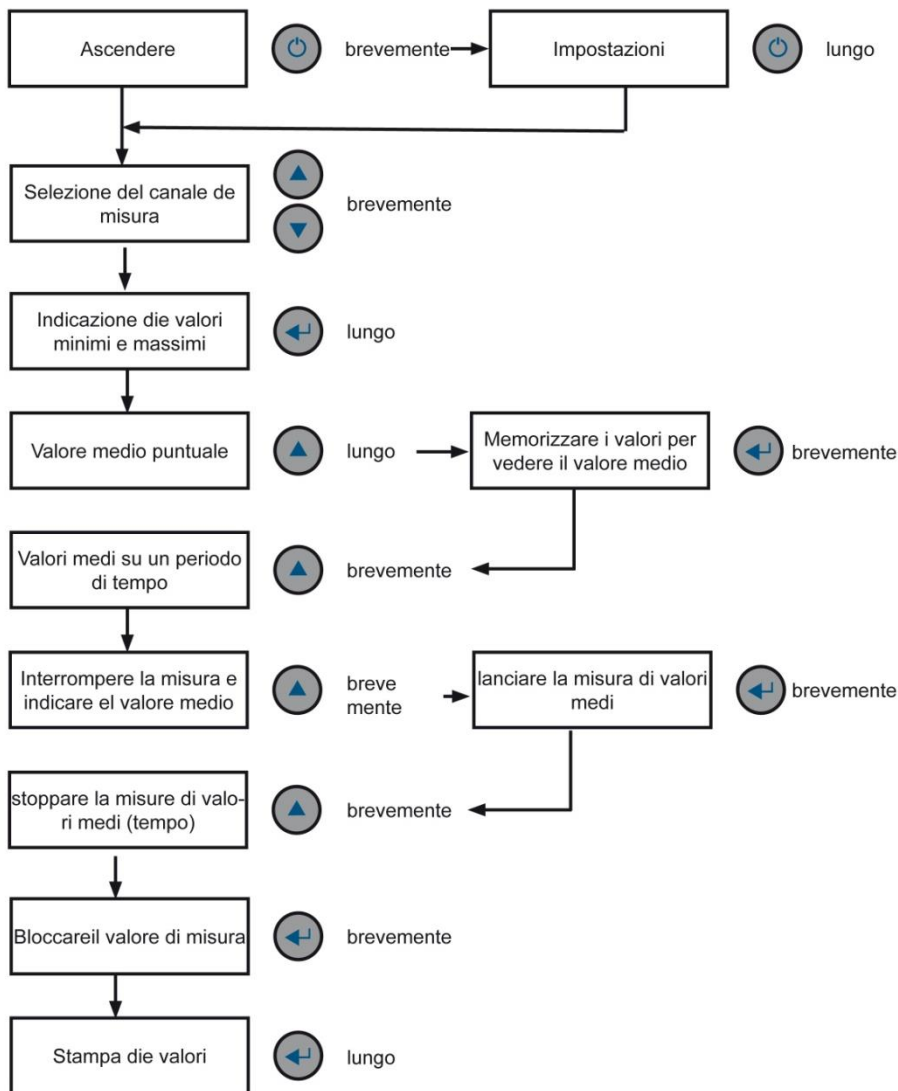 Ascendere
brevemente
Impostazioni
lungo
Selezione del canale de
misura
brevemente
Indicazione die valori
minimi e massimi
lungo
Valore medio puntuale
lungo
Memorizzare i valori per
vedere il valore medio
brevemente
Valori medi su un periodo
di tempo
brevemente
Interrompere la misura e
indicare el valore medio
breve
mente
lanciare la misura di valori
medi
brevemente
stoppare la misure di valo-
ri medi (tempo)
brevemente
Bloccareil valore di misura
brevemente
Stampa die valori
lungo